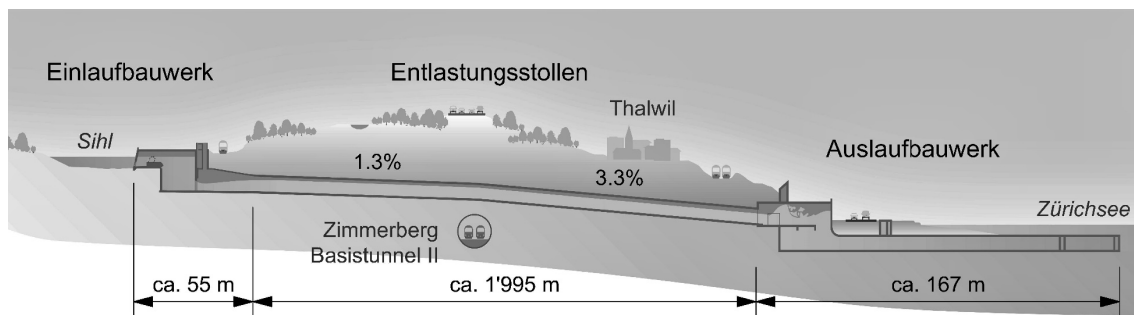 Einlaufbauwerk
Entlastungsstollen
Thalwil
Sihl
Auslaufbauwerk
1.3%
3.3%
Zürichsee
Zimmerberg
Basistunnel II
ca. 55 m
ca. 1'995 m
ca. 167 m